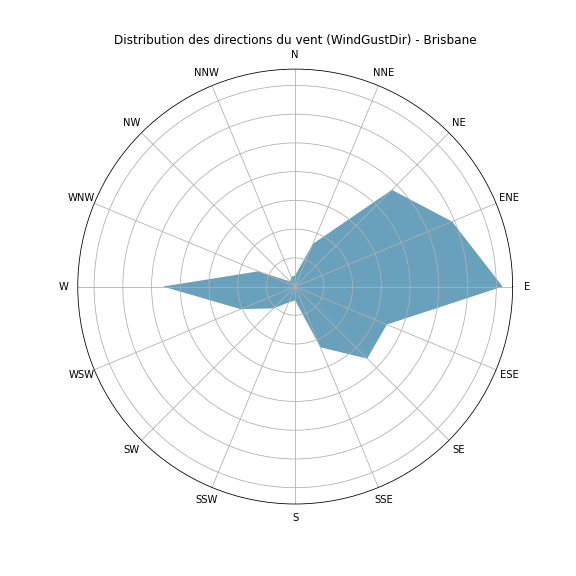 Distribution des directions du vent (WindGustDir) - Brisbane
N
NNE
NE
ENE
E
ESE
SE
SSE
S
SSW
SW
WSW
W
WNW
NW
NNW